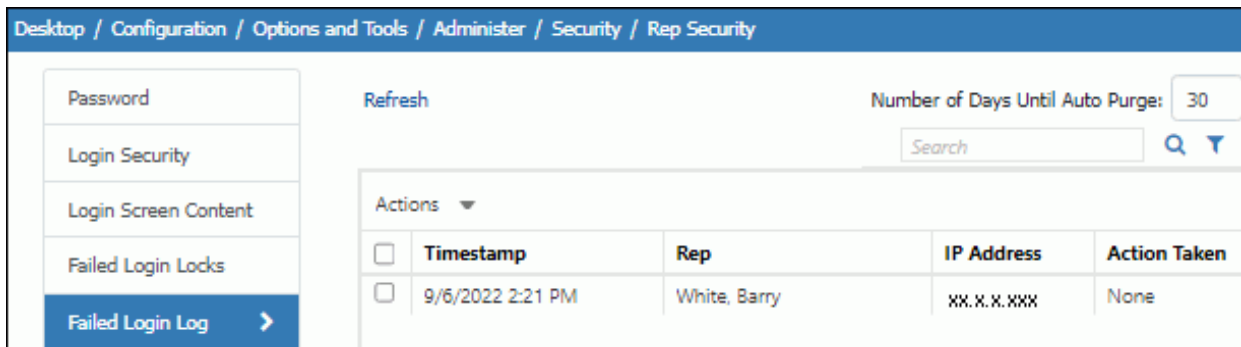 Desktop / Configuration / Options and Tools / Administer / Security / Rep Security
Password
Login Security
Login Screen Content
Failed Login Locks
Failed Login Log
Refresh
Number of Days Until Auto Purge: 30
Search
Actions
Timestamp Rep IP Address Action Taken
9/6/2022 2:21 PM White, Barry xx.x.x.xxx None